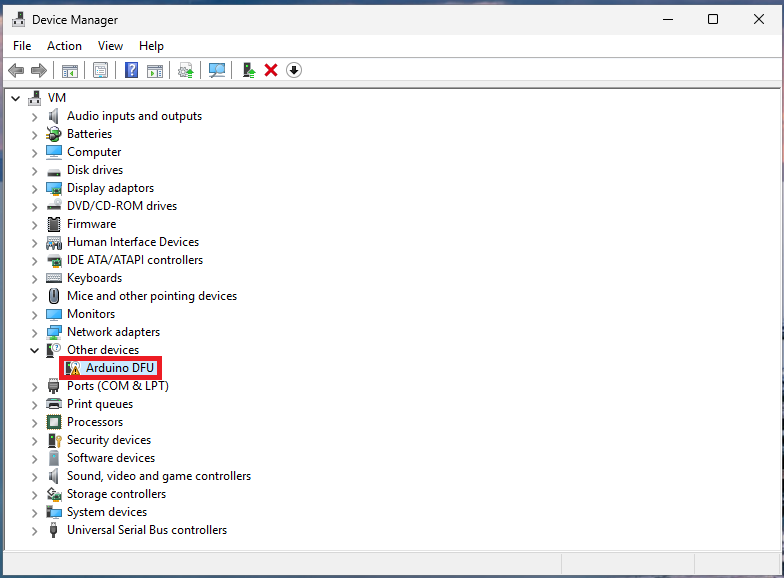 Device Manager
File Action View Help
VM
Audio inputs and outputs
Batteries
Computer
Disk drives
Display adaptors
DVD/CD-ROM drives
Firmware
Human Interface Devices
IDE ATA/ATAPI controllers
Keyboards
Mice and other pointing devices
Monitors
Network adapters
Other devices
Arduino DFU
Ports (COM & LPT)
Print queues
Processors
Security devices
Software devices
Sound, video and game controllers
Storage controllers
System devices
Universal Serial Bus controllers